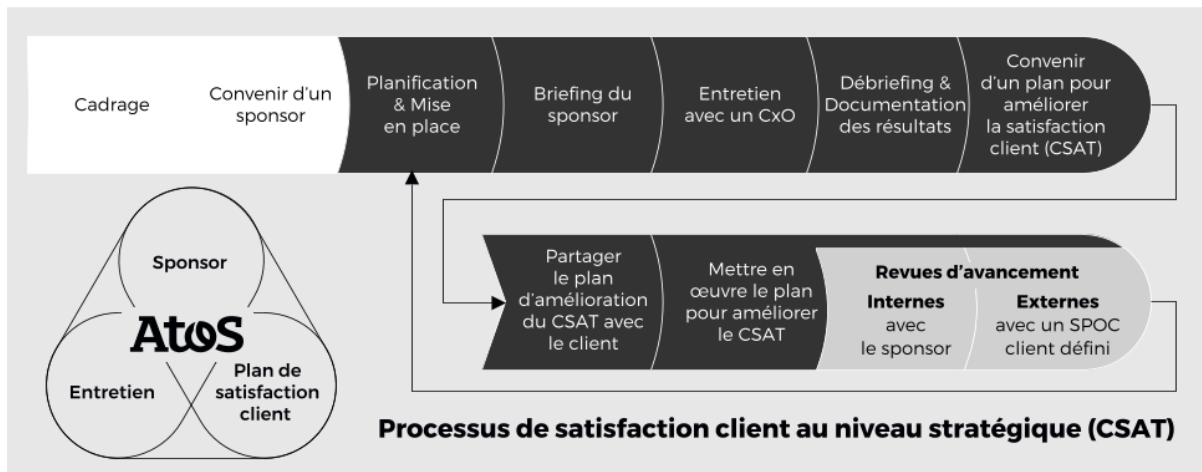 Cadrage
Convenir d'un
sponsor
Planification
& Mise
en place
Briefing du
sponsor
Entretien
avec un CxO
Débriefing &
Documentation
des résultats
Convenir
d'un plan pour
améliorer
la satisfaction
client (CSAT)
Partager
le plan
d'amélioration
du CSAT avec
le client
Mettre en
œuvre le plan
pour améliorer
le CSAT
Revues d'avancement
Internes
avec
le sponsor
Externes
avec un SPOC
client défini
Sponsor
Atos
Entretien
Plan de
satisfaction
client
Processus de satisfaction client au niveau stratégique (CSAT)